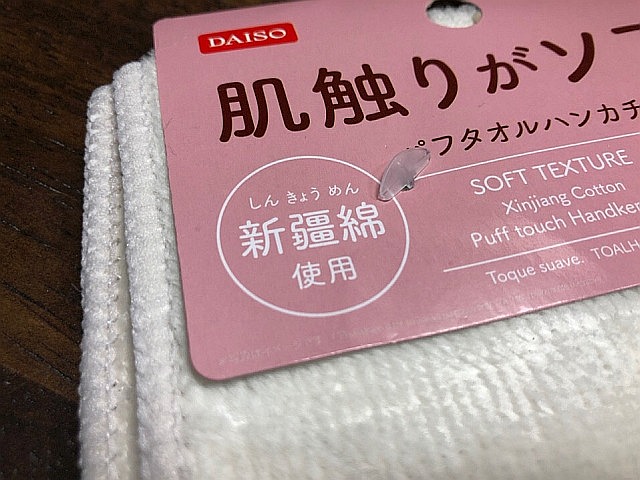 DAISO
肌触りがソ
パフタオルハンカチ
しんきょうめん
新疆綿
使用
SOFT TEXTURE
Xinjiang Cotton
Puff touch Handker
Toque suave. TOALH